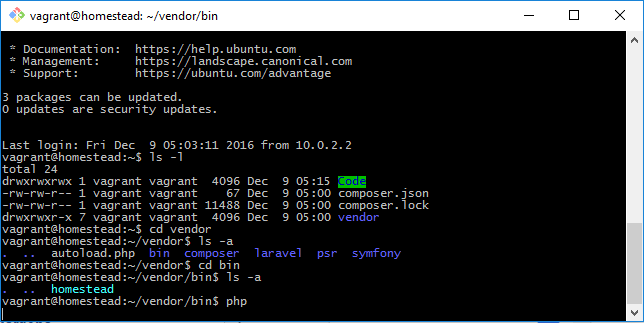 vagrant@homestead: ~/vendor/bin
* Documentation:  https://help.ubuntu.com
* Management:     https://landscape.canonical.com
* Support:        https://ubuntu.com/advantage
3 packages can be updated.
0 updates are security updates.
Last login: Fri Dec  9 05:03:11 2016 from 10.0.2.2
vagrant@homestead:~$ ls -l
total 24
drwxrwxrwx 1 vagrant vagrant  4096 Dec  9 05:15 Code
-rw-rw-r-- 1 vagrant vagrant    67 Dec  9 05:00 composer.json
-rw-rw-r-- 1 vagrant vagrant 11488 Dec  9 05:00 composer.lock
drwxrwxr-x 7 vagrant vagrant  4096 Dec  9 05:00 vendor
vagrant@homestead:~$ cd vendor
vagrant@homestead:~/vendor$ ls -a
.  ..  autoload.php  bin  composer  laravel  psr  symfony
vagrant@homestead:~/vendor$ cd bin
vagrant@homestead:~/vendor/bin$ ls -a
.  ..  homestead
vagrant@homestead:~/vendor/bin$ php